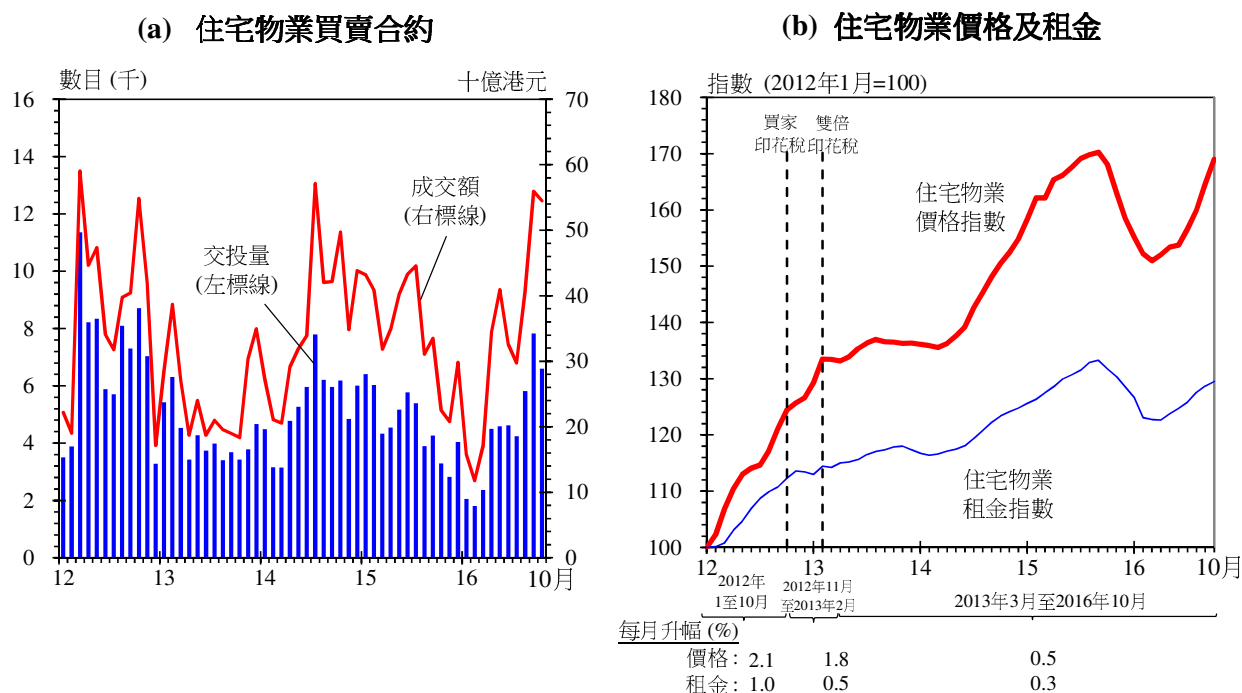 (a) 住宅物業買賣合約
數目 (千)
十億港元
16
14
12
10
8
6
4
2
0
70
60
50
40
30
20
10
0
成交額
(右標線)
交投量
(左標線)
12
13
14
15
16
10月
(b) 住宅物業價格及租金
指數 (2012年1月=100)
180
170
160
150
140
130
120
110
100
買家
印花稅
雙倍
印花稅
住宅物業
價格指數
住宅物業
租金指數
12
13
14
15
16
10月
2012年
1至10月
2012年11月
至2013年2月
2013年3月至2016年10月
每月升幅 (%)
價格 : 2.1 1.8 0.5
租金 : 1.0 0.5 0.3